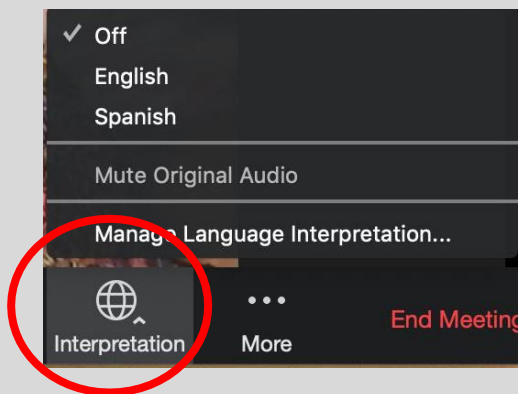 Off
English
Spanish
Mute Original Audio
Manage Language Interpretation...
Interpretation
More
End Meeting